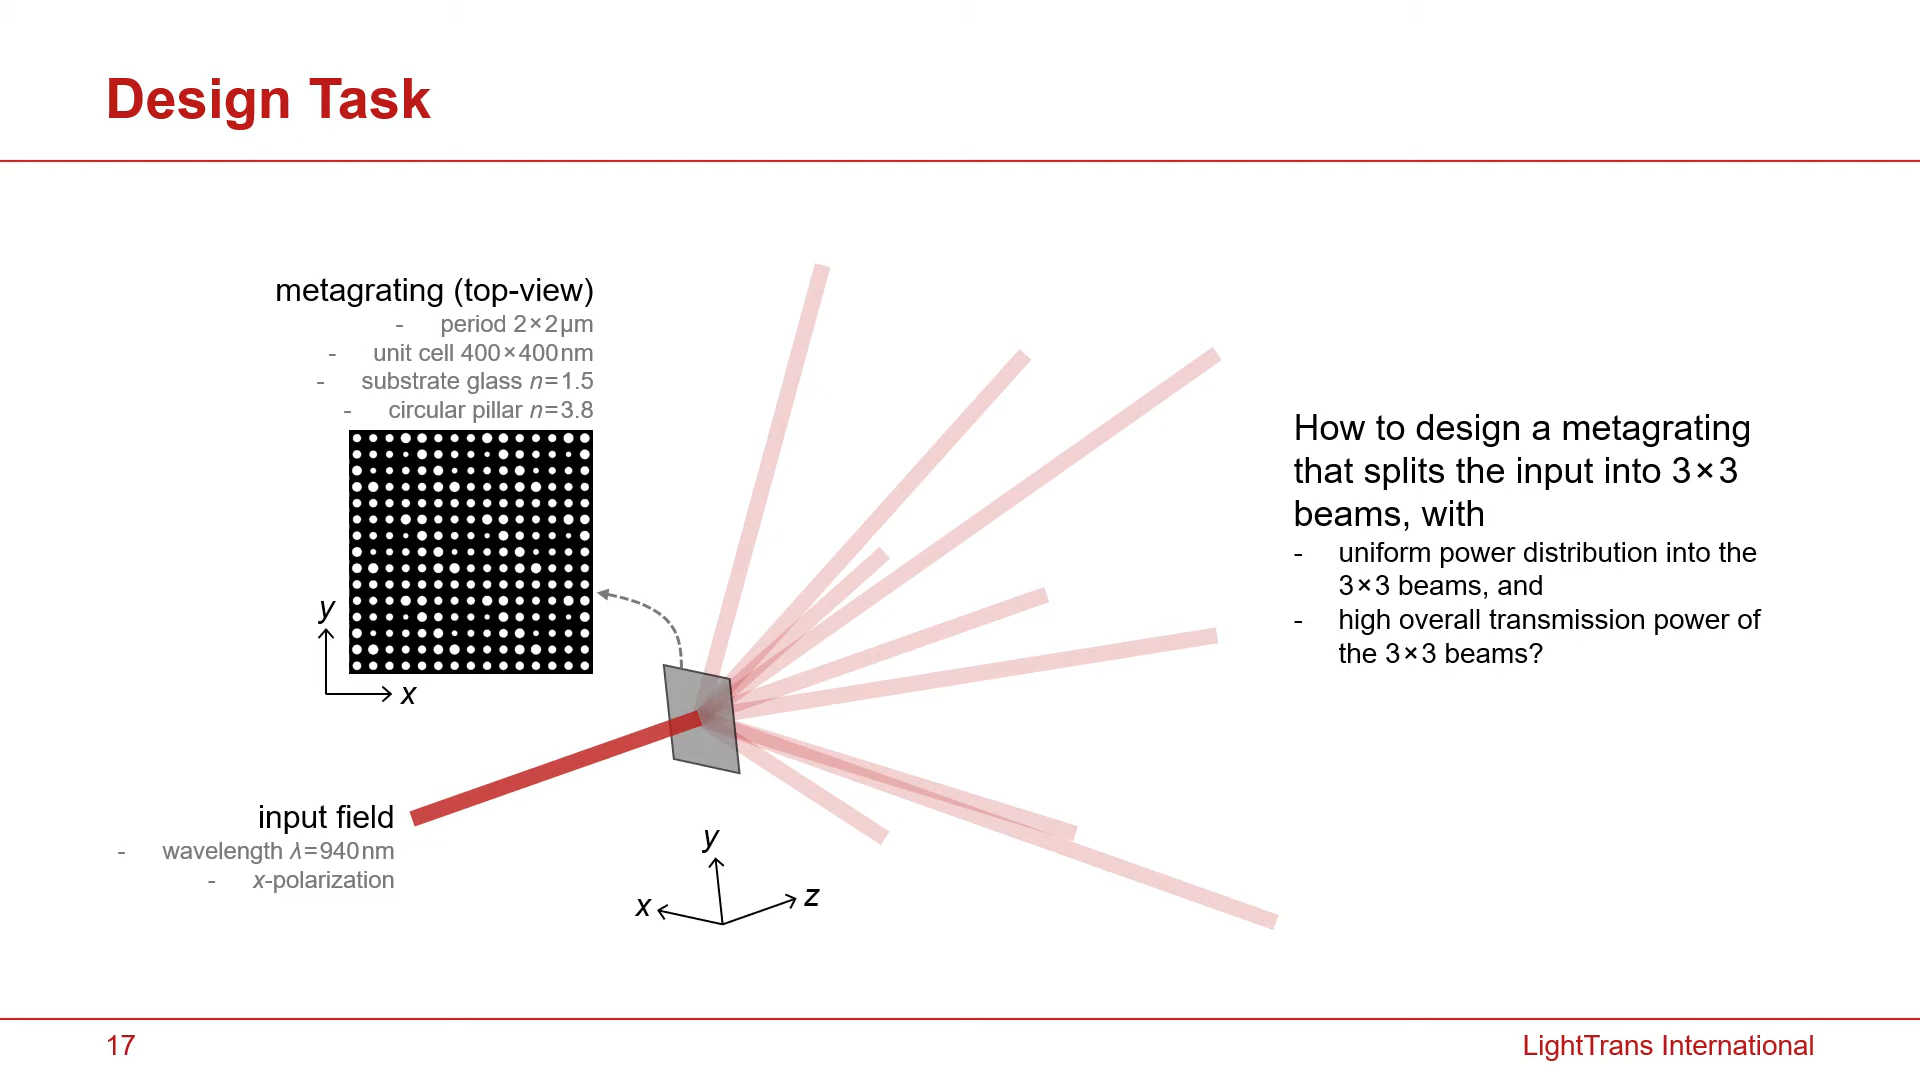 Design Task
metagrating (top-view)
- period 2×2µm
- unit cell 400×400nm
- substrate glass n=1.5
- circular pillar n=3.8
y
x
input field
- wavelength λ=940nm
- x-polarization
y
x
z
How to design a metagrating
that splits the input into 3×3
beams, with
- uniform power distribution into the
3×3 beams, and
- high overall transmission power of
the 3×3 beams?
17
LightTrans International